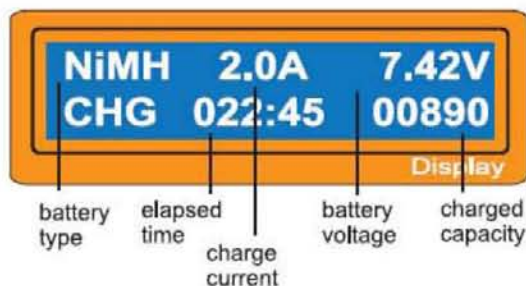 NiMH 2.0A 7.42V
CHG 022:45 00890
Display
battery type
elapsed time
charge current
battery voltage
charged capacity